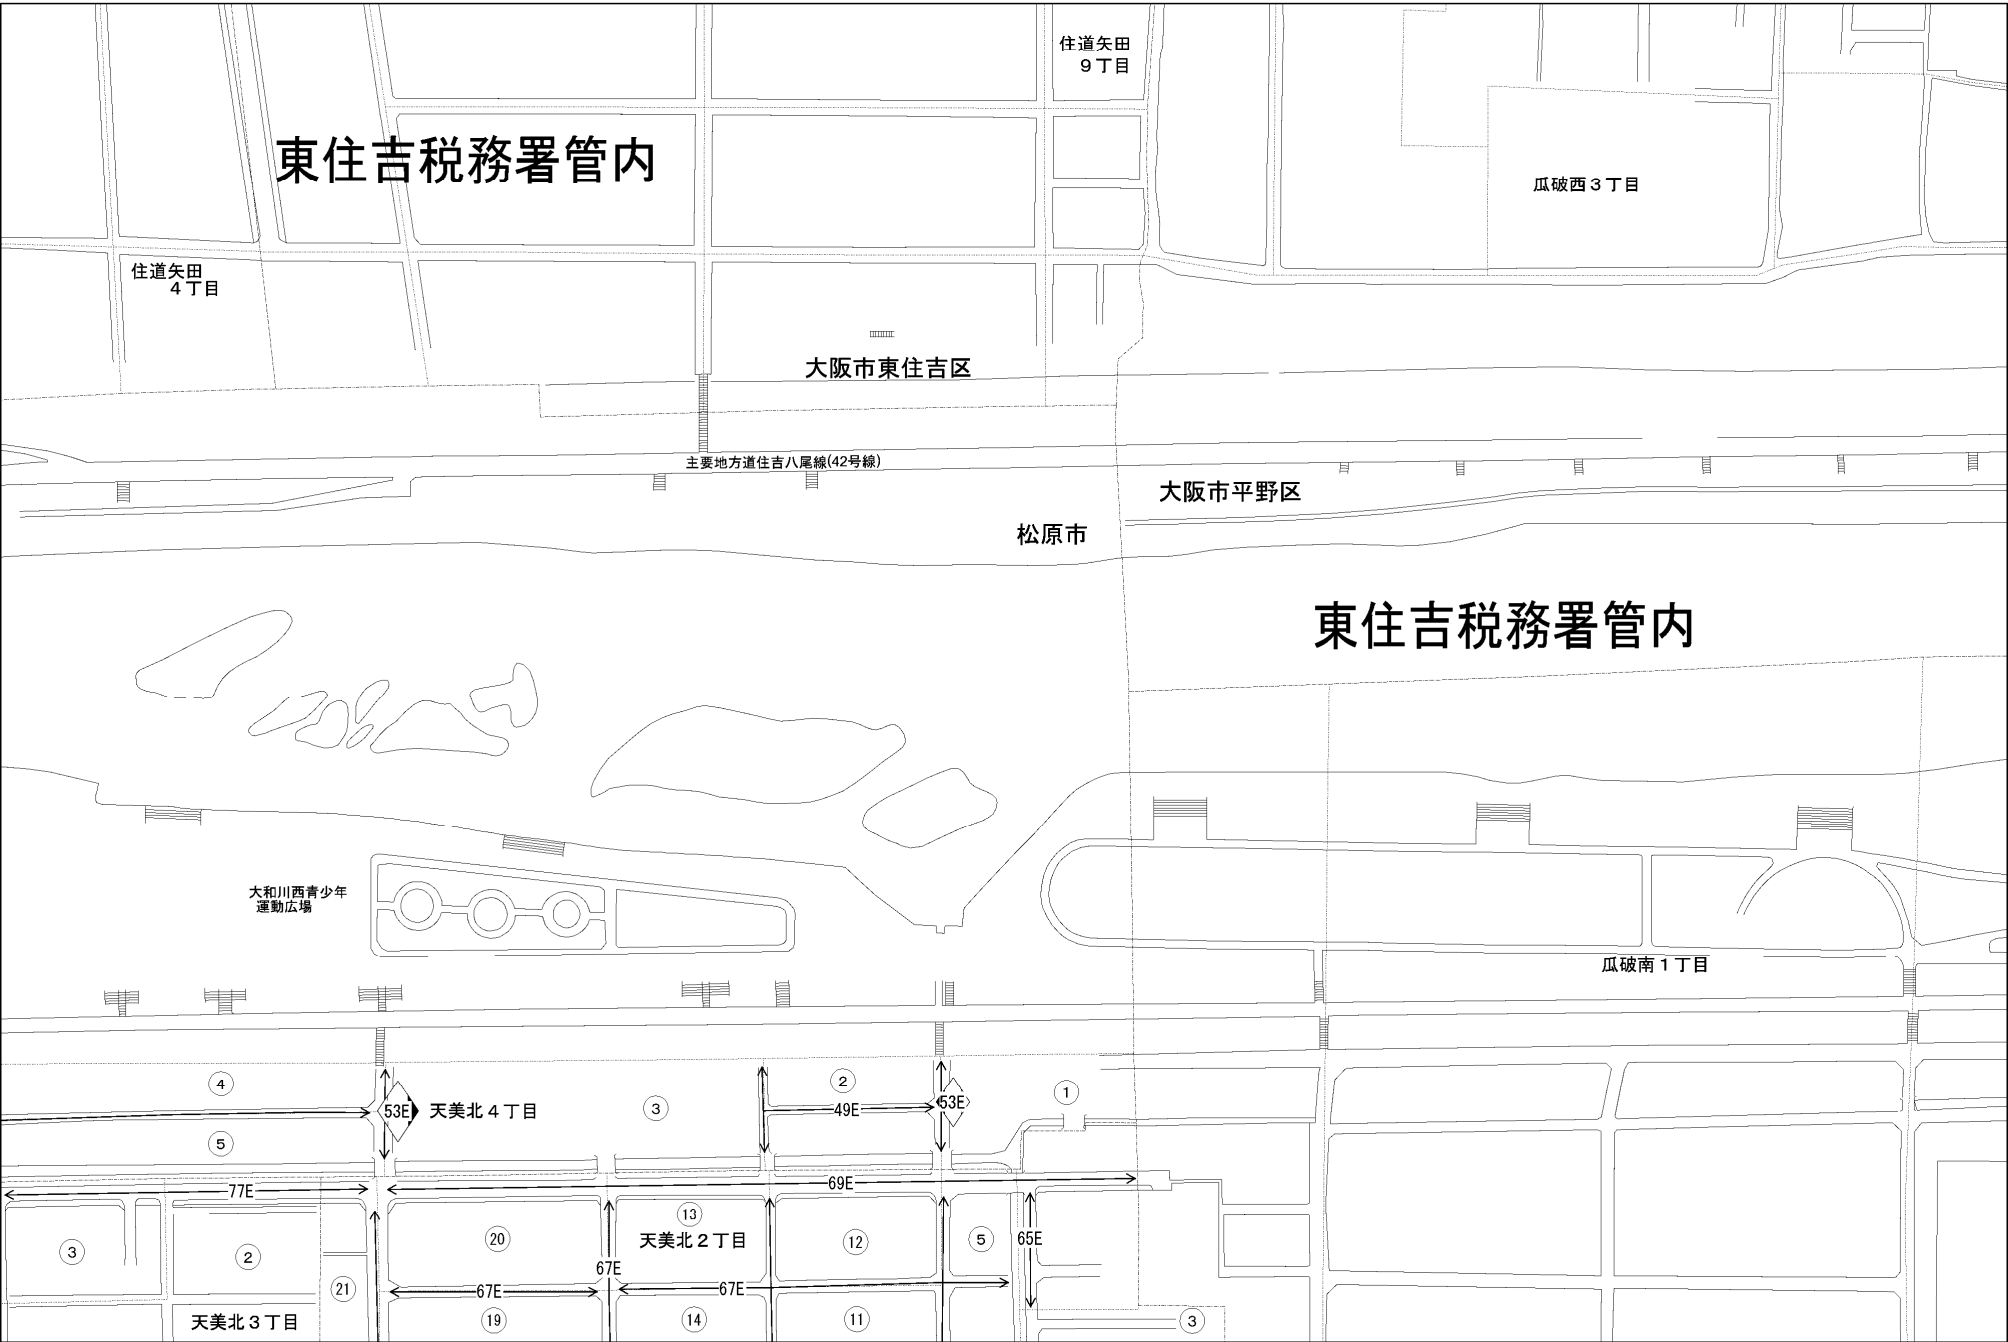 住道矢田
９丁目
東住吉税務署管内
瓜破西３丁目
住道矢田
４丁目
大阪市東住吉区
主要地方道住吉八尾線(42号線)
大阪市平野区
松原市
東住吉税務署管内
大和川西青少年
運動広場
瓜破南１丁目
4
53E
天美北４丁目
3
2
49E
53E
1
5
77E
69E
3
2
21
20
13
天美北２丁目
12
5
65E
67E
67E
67E
天美北３丁目
19
14
11
3